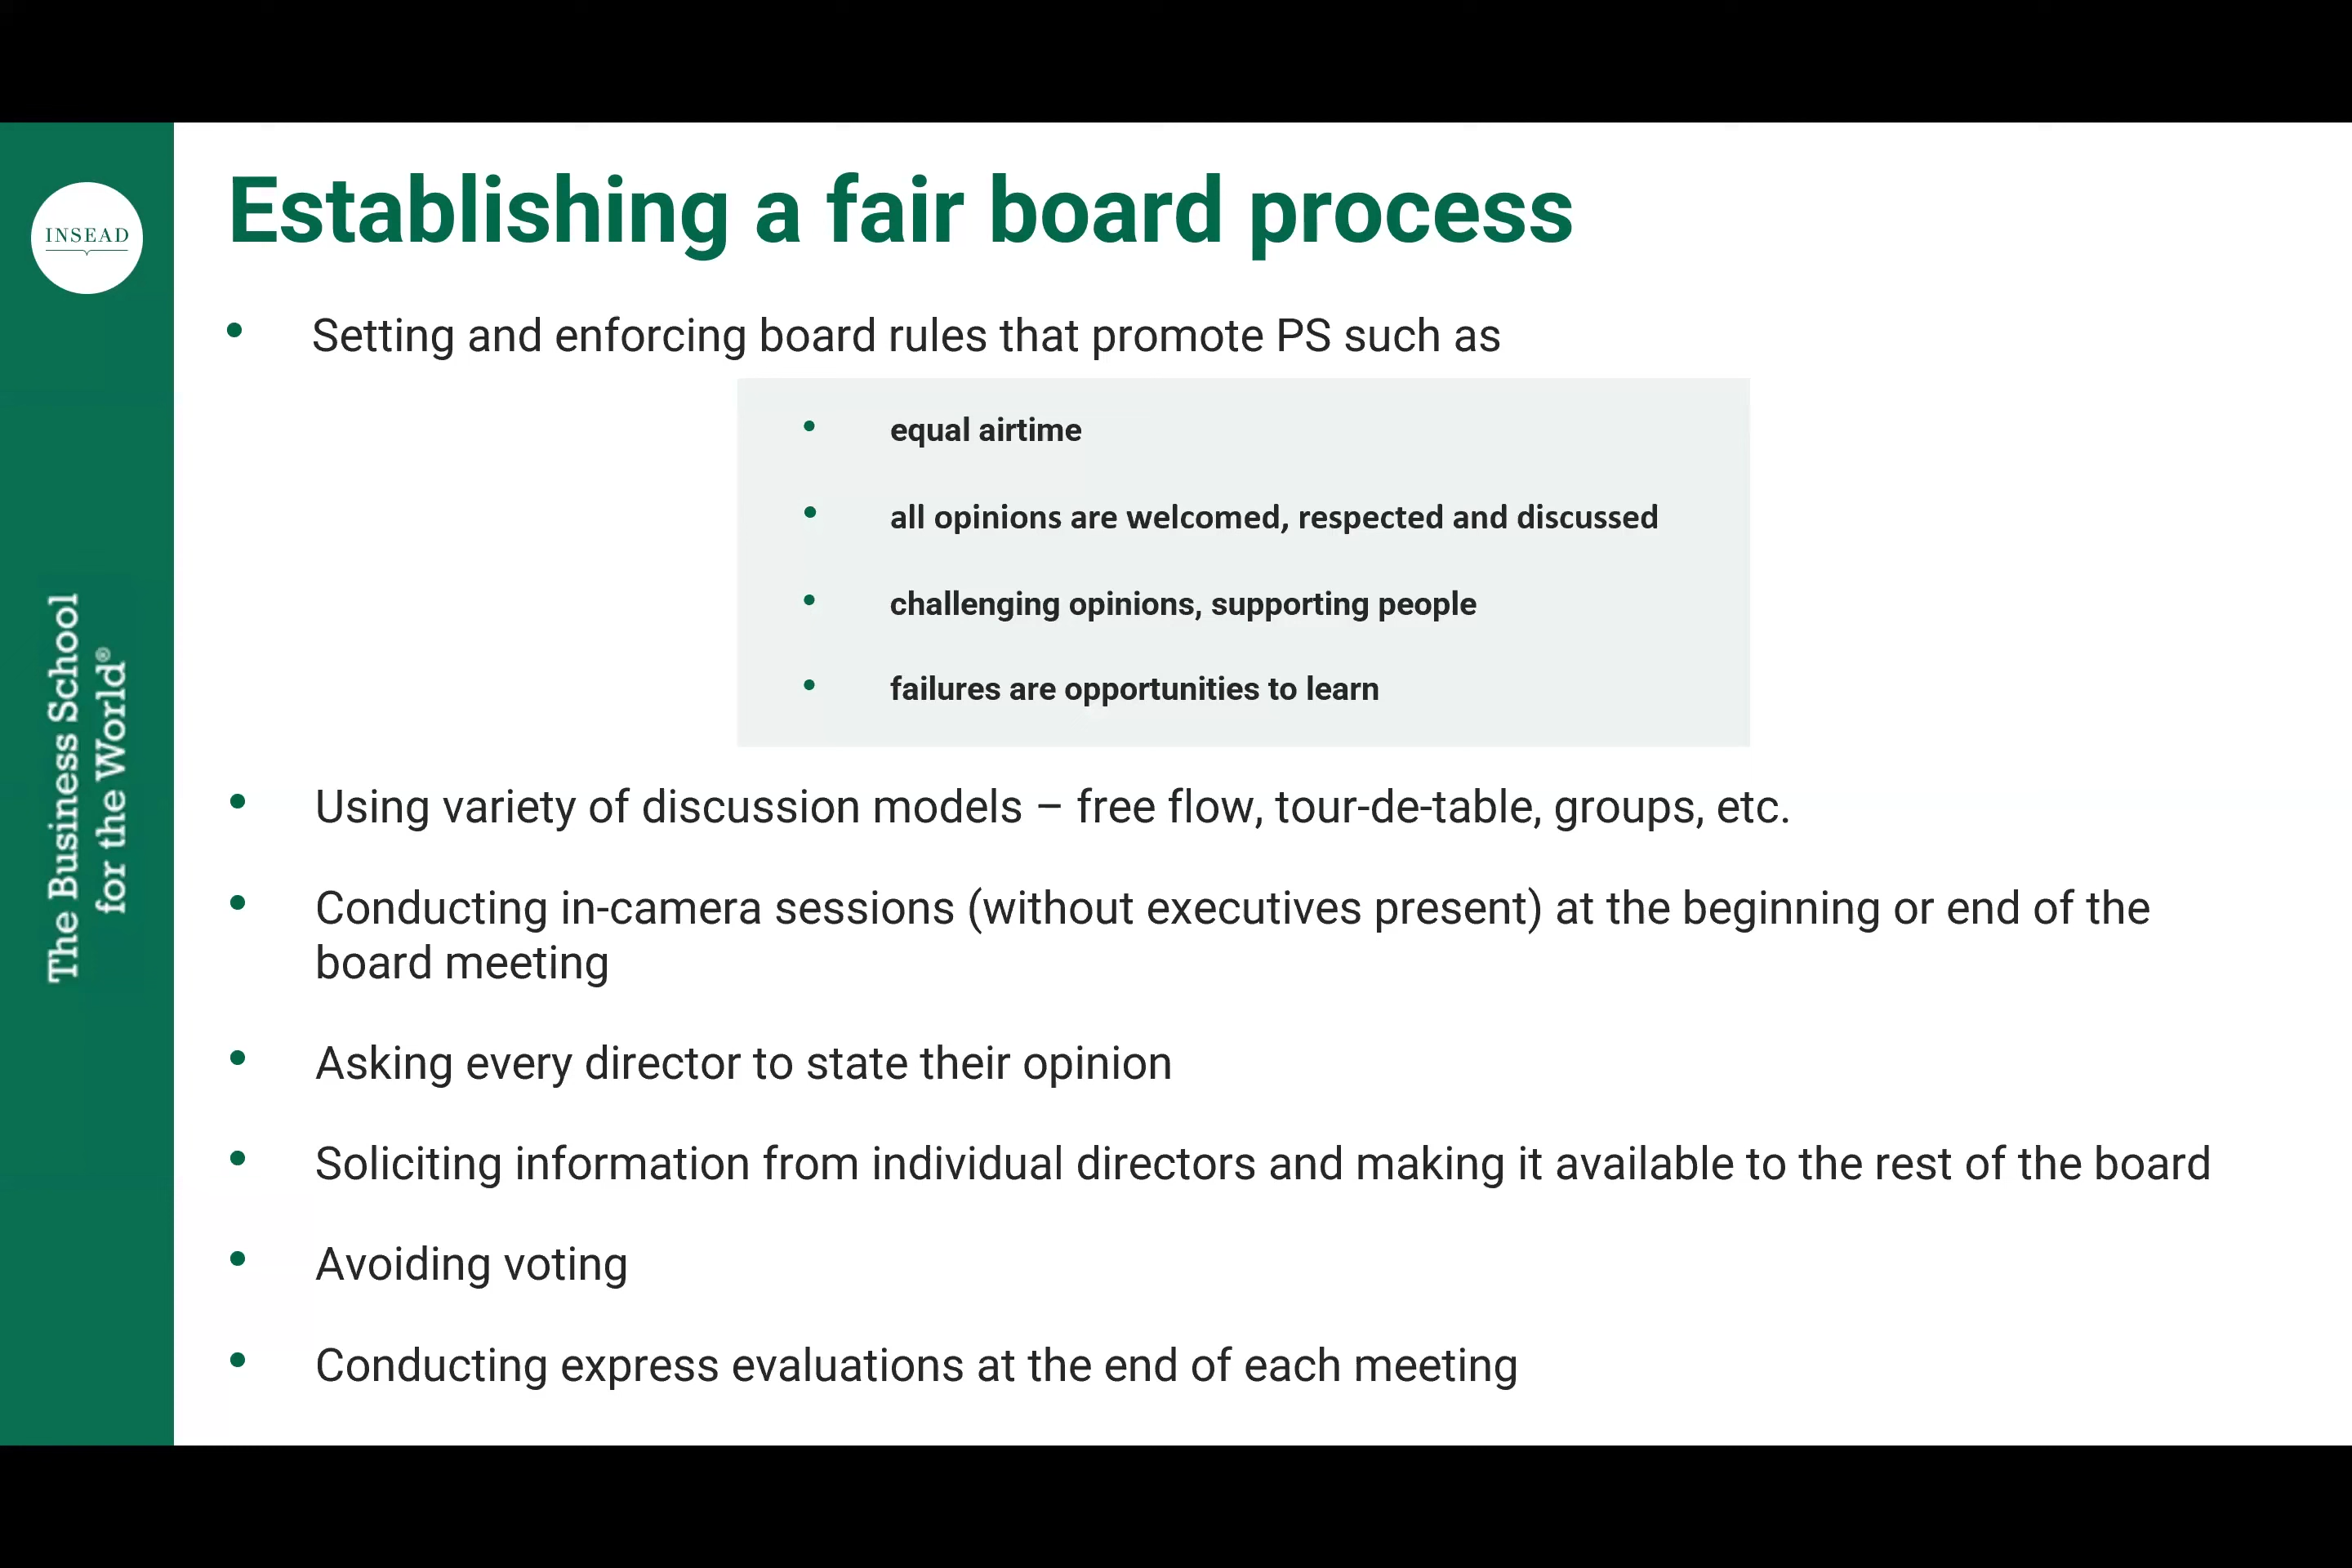 INSEAD
The Business School
for the World®
Establishing a fair board process
• Setting and enforcing board rules that promote PS such as
• equal airtime
• all opinions are welcomed, respected and discussed
• challenging opinions, supporting people
• failures are opportunities to learn
• Using variety of discussion models – free flow, tour-de-table, groups, etc.
• Conducting in-camera sessions (without executives present) at the beginning or end of the
board meeting
• Asking every director to state their opinion
• Soliciting information from individual directors and making it available to the rest of the board
• Avoiding voting
• Conducting express evaluations at the end of each meeting